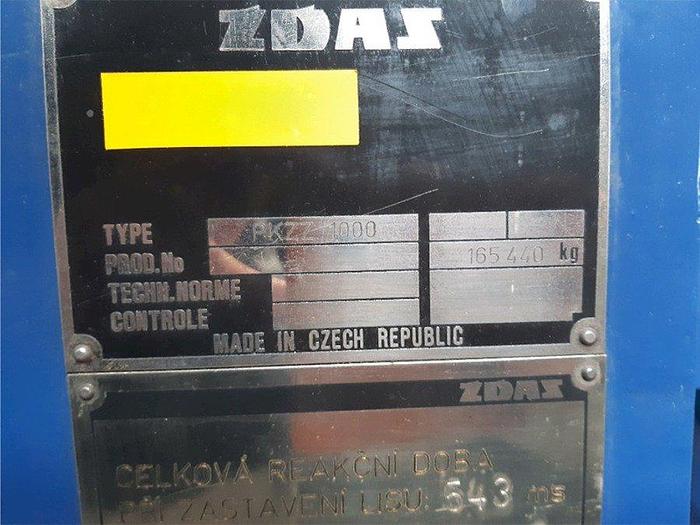 ZDAS
TYPE PKZZ 1000
PROD.No 165 440 kg
TECHN.NORME
CONTROLE
MADE IN CZECH REPUBLIC
ZDAS
CELKOVÁ REAKČNÍ DOBA
PŘI ZASTAVENÍ LISU: 543 ms